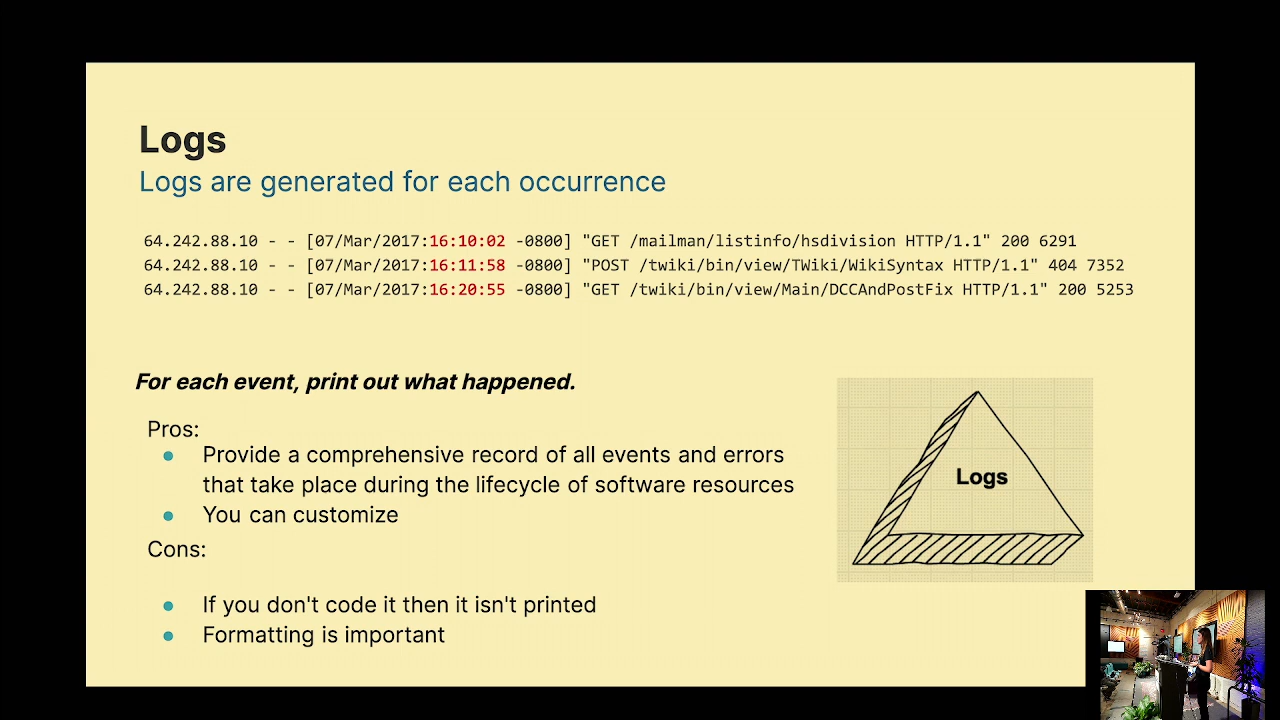 Logs
Logs are generated for each occurrence
64.242.88.10 - - [07/Mar/2017:16:10:02 -0800] "GET /mailman/listinfo/hsdivision HTTP/1.1" 200 6291
64.242.88.10 - - [07/Mar/2017:16:11:58 -0800] "POST /twiki/bin/view/TWiki/WikiSyntax HTTP/1.1" 404 7352
64.242.88.10 - - [07/Mar/2017:16:20:55 -0800] "GET /twiki/bin/view/Main/DCCAndPostFix HTTP/1.1" 200 5253
For each event, print out what happened.
Pros:
Provide a comprehensive record of all events and errors
that take place during the lifecycle of software resources
You can customize
Cons:
If you don't code it then it isn't printed
Formatting is important
Logs